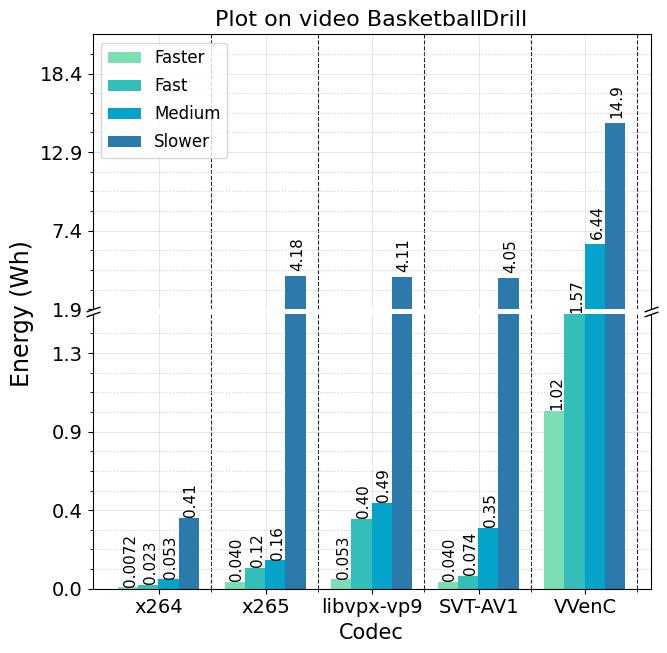 Plot on video BasketballDrill
Faster
Fast
Medium
Slower
18.4
12.9
7.4
1.9
1.9
1.3
0.9
0.4
0.0
Energy (Wh)
0.0072
0.023
0.053
0.41
0.040
0.12
0.16
4.18
0.053
0.40
0.49
4.11
0.040
0.074
0.35
4.05
1.02
1.57
6.44
14.9
x264
x265
libvpx-vp9
SVT-AV1
VVenC
Codec